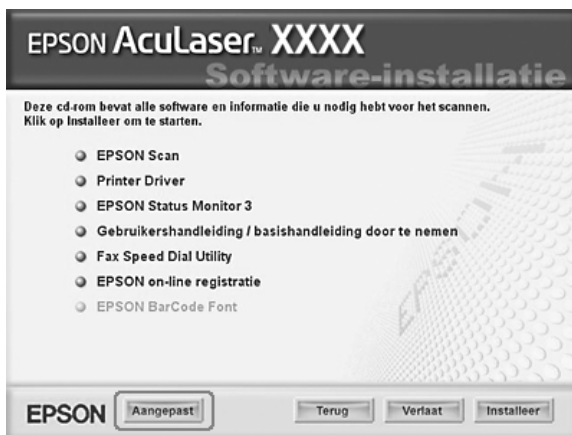 EPSON AcuLaser™ XXXX
Software-installatie
Deze cd-rom bevat alle software en informatie die u nodig hebt voor het scannen.
Klik op Installeer om te starten.
EPSON Scan
Printer Driver
EPSON Status Monitor 3
Gebruikershandleiding / basishandleiding door te nemen
Fax Speed Dial Utility
EPSON on-line registratie
EPSON BarCode Font
EPSON
EPSON Aangepast Terug Verlaat Installeer